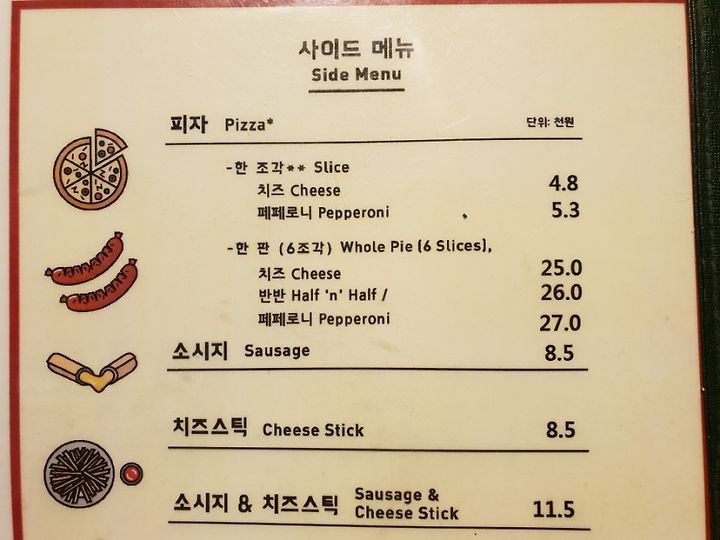 사이드 메뉴
Side Menu
피자 Pizza* 단위: 천원
-한 조각** Slice
치즈 Cheese 4.8
페페로니 Pepperoni 5.3
-한 판 (6조각) Whole Pie (6 Slices),
치즈 Cheese 25.0
반반 Half 'n' Half / 26.0
페페로니 Pepperoni 27.0
소시지 Sausage 8.5
치즈스틱 Cheese Stick 8.5
소시지 & 치즈스틱 Sausage &
Cheese Stick 11.5